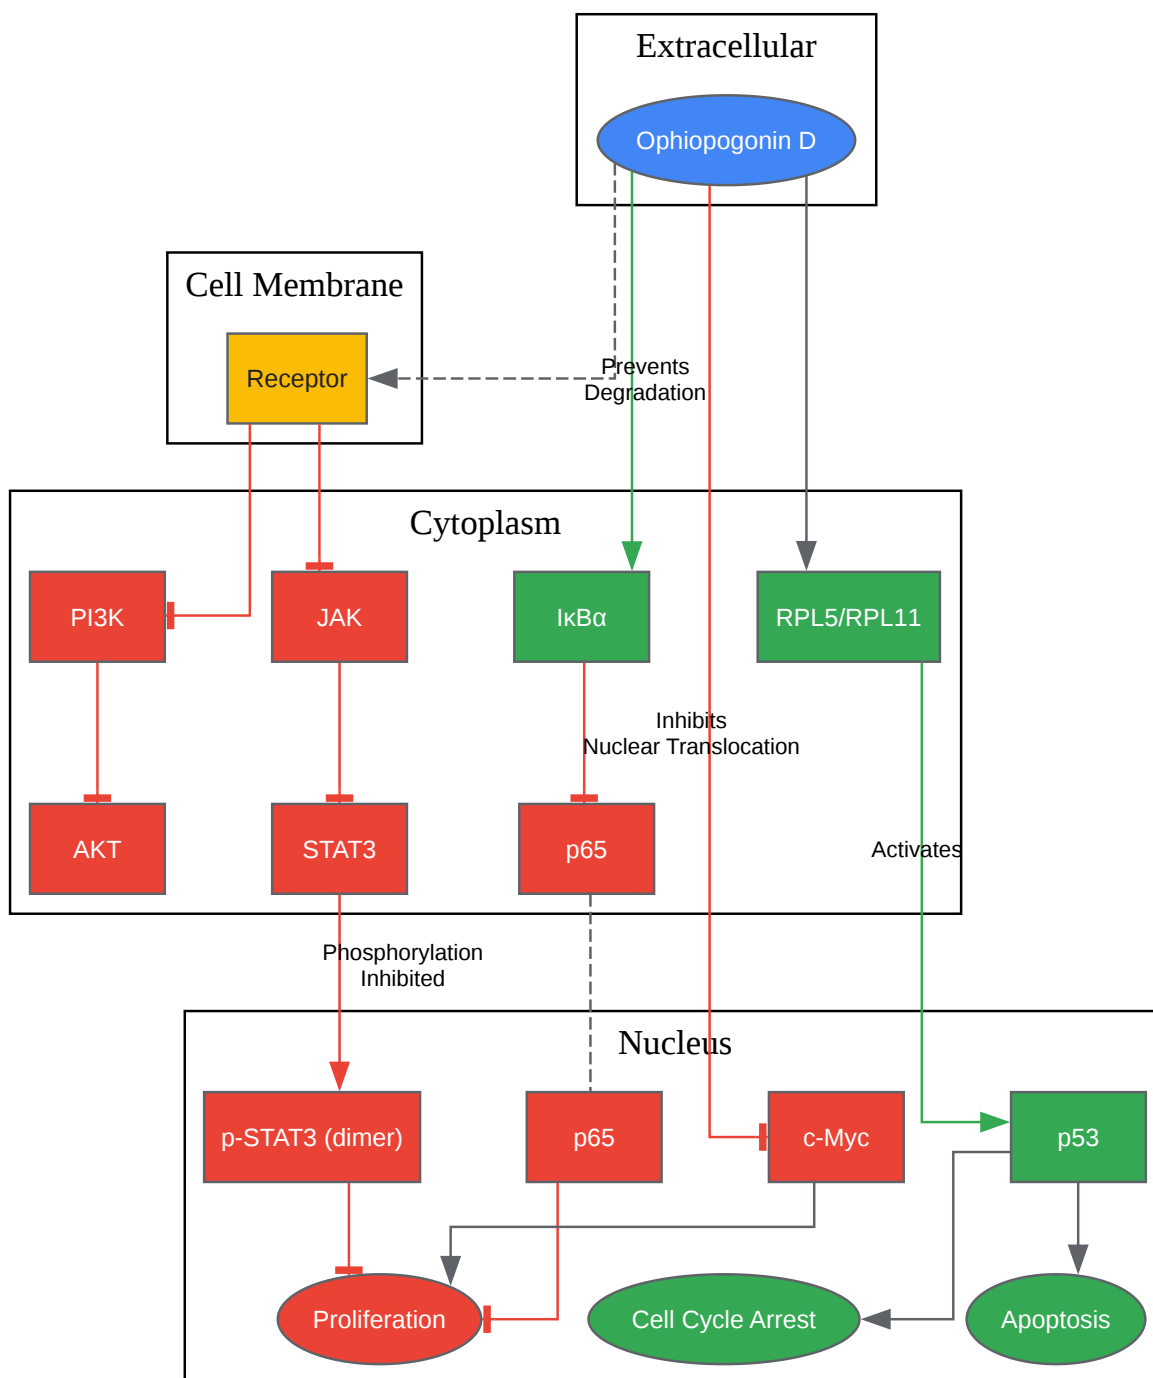 Extracellular
Ophiopogonin D
Cell Membrane
Receptor
Prevents
Degradation
Cytoplasm
PI3K
JAK
IκBα
RPL5/RPL11
Inhibits
Nuclear Translocation
AKT
STAT3
p65
Activates
Phosphorylation
Inhibited
Nucleus
p-STAT3 (dimer)
p65
c-Myc
p53
Proliferation
Cell Cycle Arrest
Apoptosis